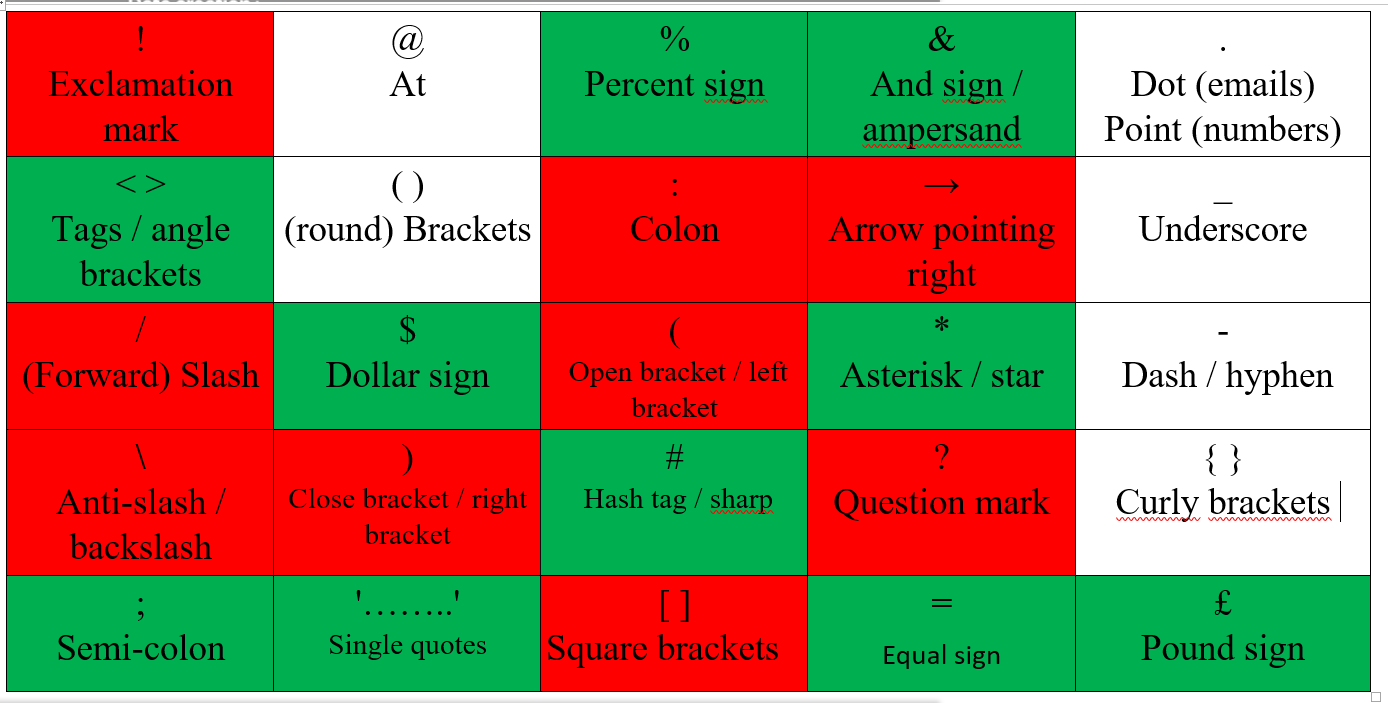 !
Exclamation
mark
@
At
%
Percent sign
&
And sign /
ampersand
.
Dot (emails)
Point (numbers)
< >
Tags / angle
brackets
( )
(round) Brackets
:
Colon
→
Arrow pointing
right
_
Underscore
/
(Forward) Slash
$
Dollar sign
(
Open bracket / left
bracket
*
Asterisk / star
-
Dash / hyphen
\
Anti-slash /
backslash
)
Close bracket / right
bracket
#
Hash tag / sharp
?
Question mark
{ }
Curly brackets
;
Semi-colon
'……..'
Single quotes
[ ]
Square brackets
=
Equal sign
£
Pound sign